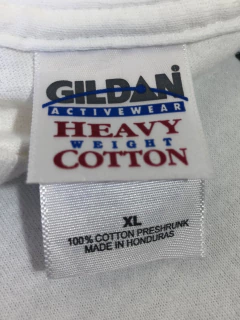 GILDAN
ACTIVEWEAR
HEAVY
WEIGHT
COTTON
XL
100% COTTON PRESHRUNK
MADE IN HONDURAS